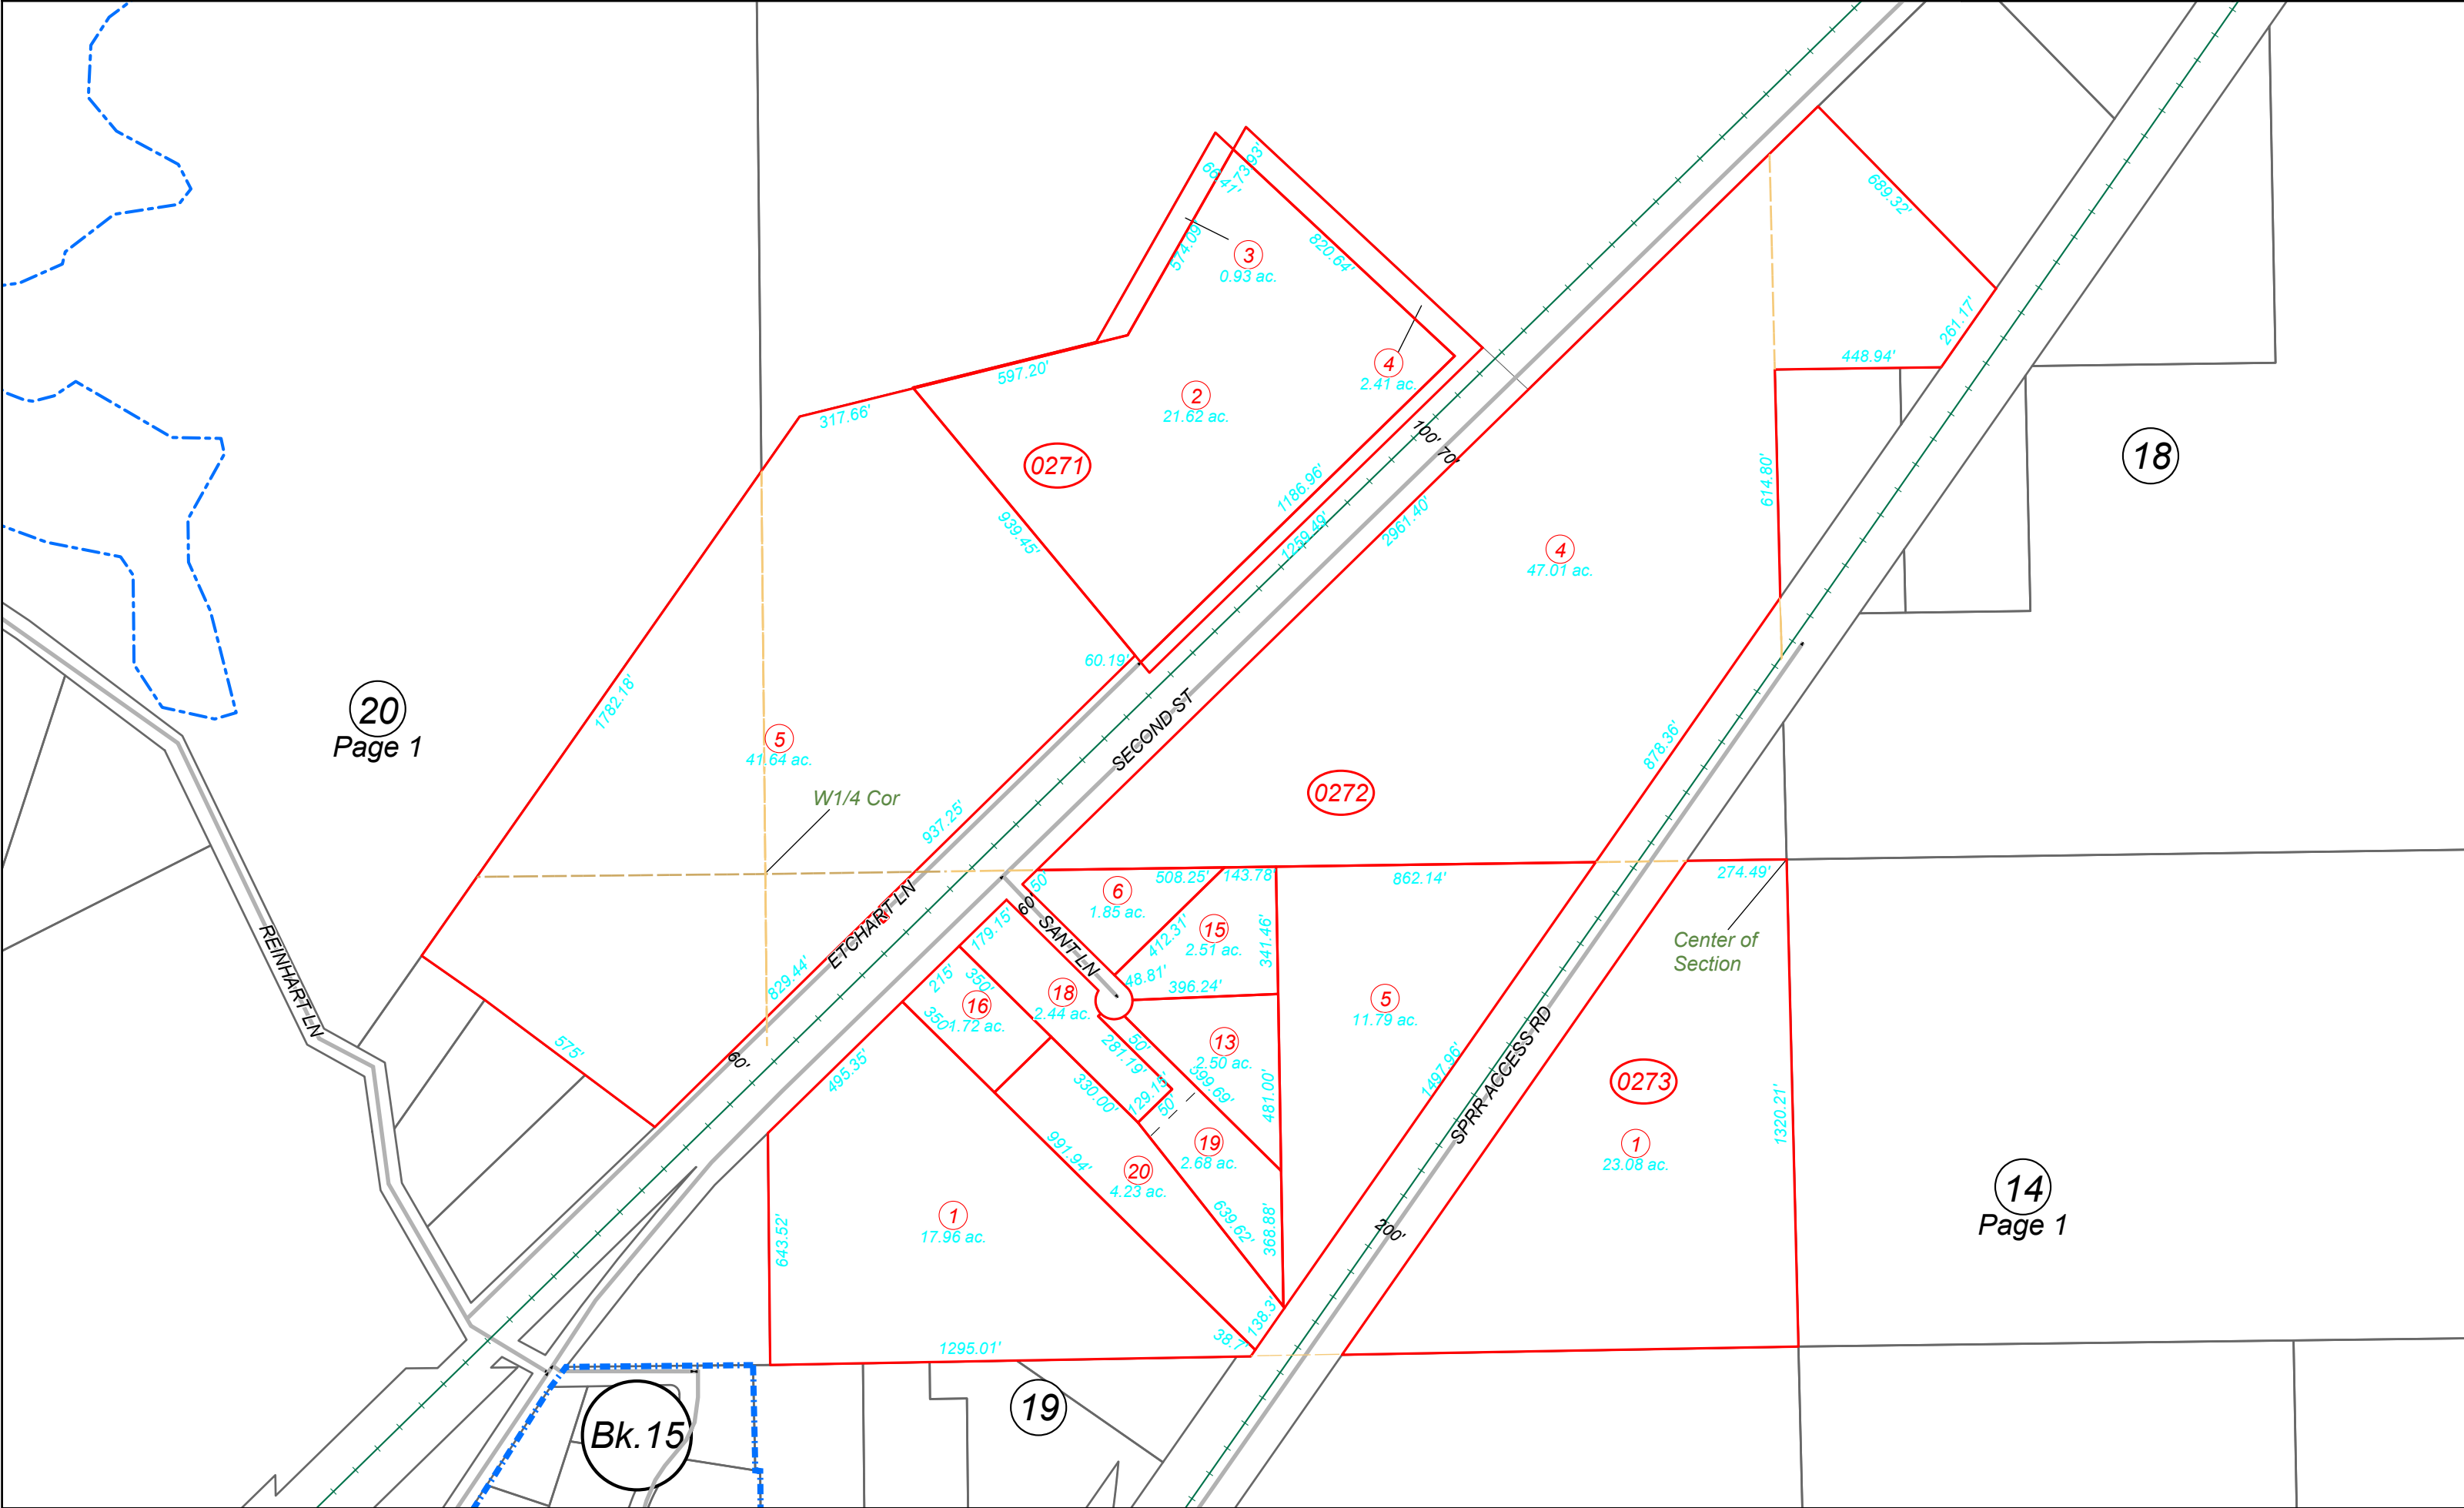 66.41'
73.93'
574.09'
3
0.93 ac.
820.64'
4
2.41 ac.
689.32'
261.17'
448.94'
614.80'
597.20'
317.66'
2
21.62 ac.
0271
939.45'
1186.96'
1259.49'
100'
70'
2961.40'
4
47.01 ac.
18
20
Page 1
1782.18'
5
41.64 ac.
60.19'
W1/4 Cor
937.25'
SECOND ST
0272
878.36'
REINHART LN
ETCHART LN
829.44'
575'
60'
50'
60'
SANT LN
6
1.85 ac.
508.25'
143.78'
862.14'
274.49'
Center of
Section
412.37'
15
2.51 ac.
341.46'
48.81'
396.24'
179.15'
215'
350'
16
1.72 ac.
350'
18
2.44 ac.
5
11.79 ac.
13
2.50 ac.
50'
281.19'
399.69'
129.15'
50'
481.00'
330.00'
495.35'
991.94'
19
2.68 ac.
20
4.23 ac.
639.62'
368.88'
1497.96'
SPRR ACCESS RD
0273
1
23.08 ac.
1320.21'
14
Page 1
200'
1
17.96 ac.
643.52'
1295.01'
38.7'
138.3'
19
Bk.15